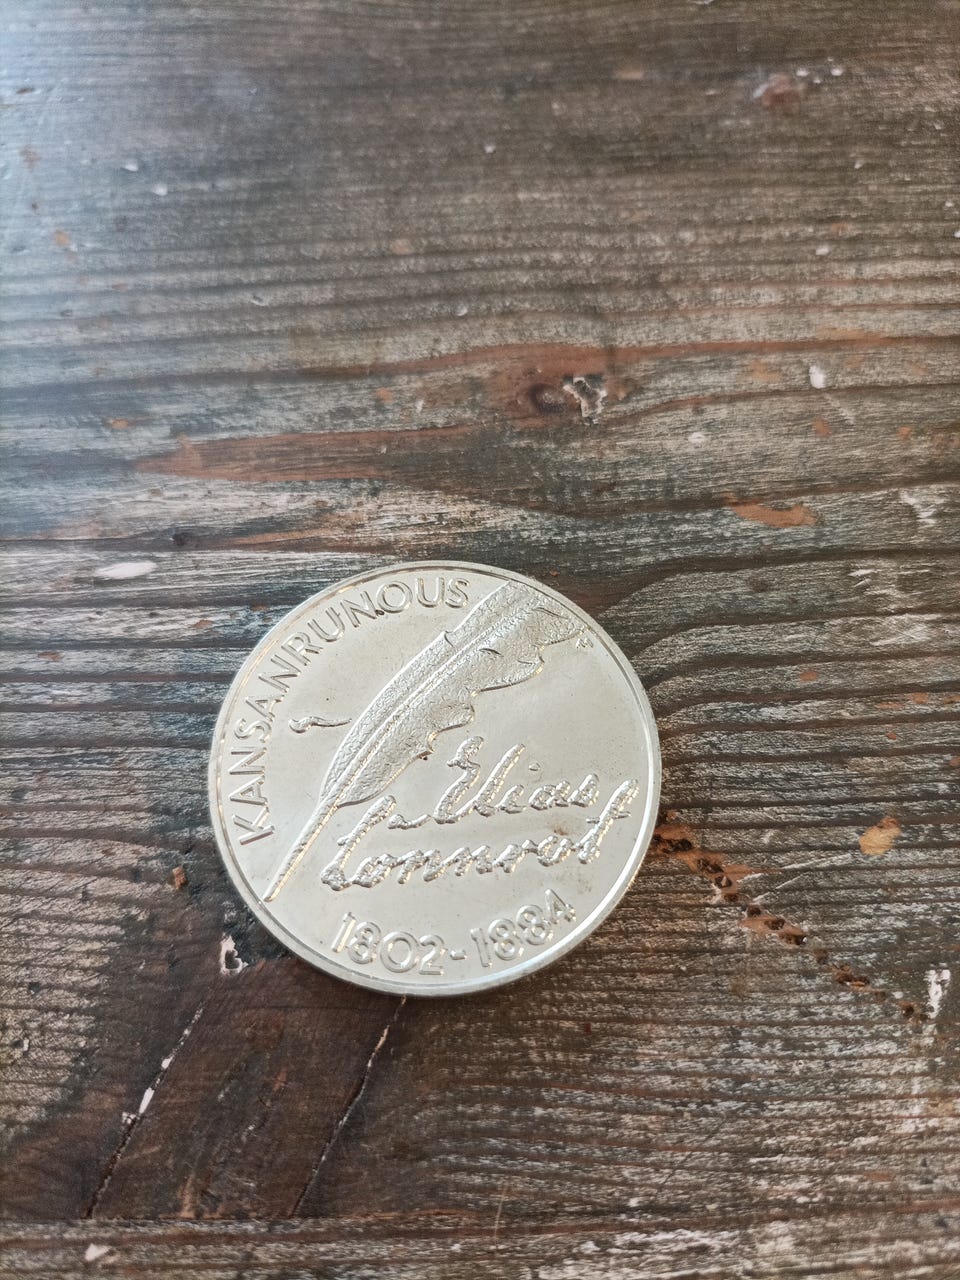 KANSANRUNOUS
Elias
Lönnrot
1802-1884